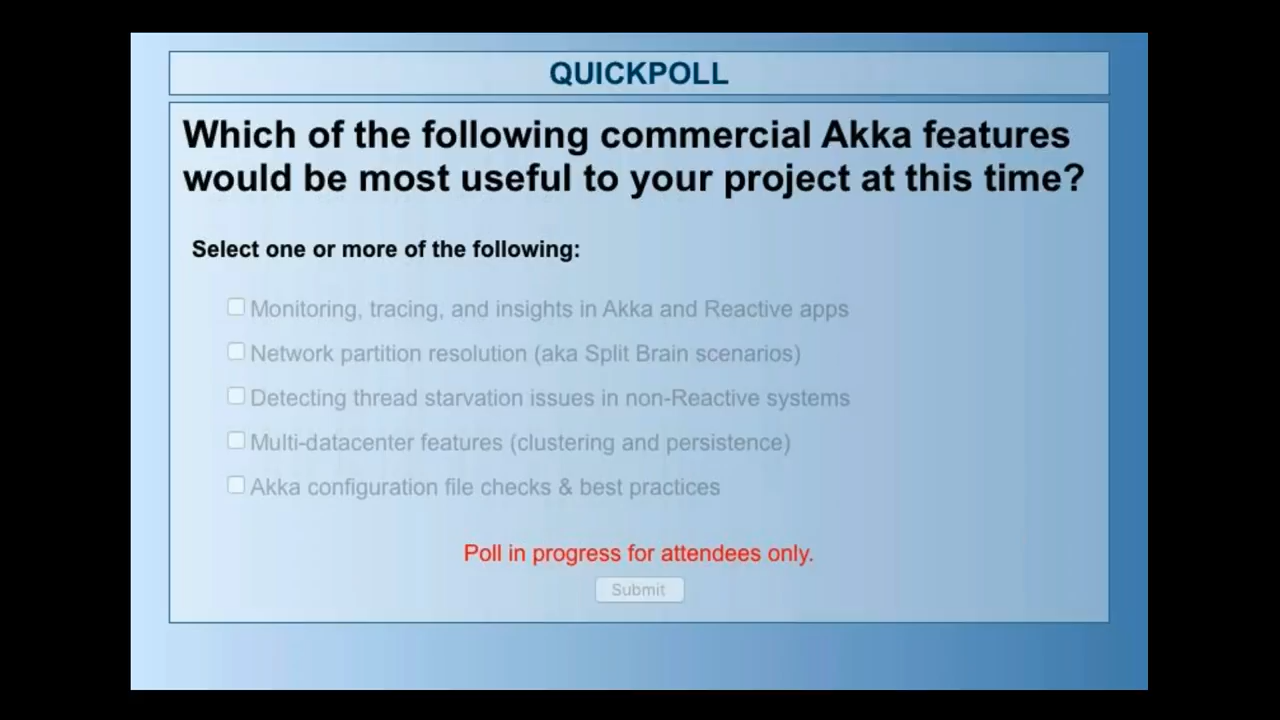 QUICKPOLL
Which of the following commercial Akka features
would be most useful to your project at this time?
Select one or more of the following:
Monitoring, tracing, and insights in Akka and Reactive apps
Network partition resolution (aka Split Brain scenarios)
Detecting thread starvation issues in non-Reactive systems
Multi-datacenter features (clustering and persistence)
Akka configuration file checks & best practices
Poll in progress for attendees only.
Submit